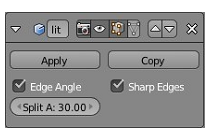 lit
Apply Copy
Edge Angle Sharp Edges
Split A: 30.00